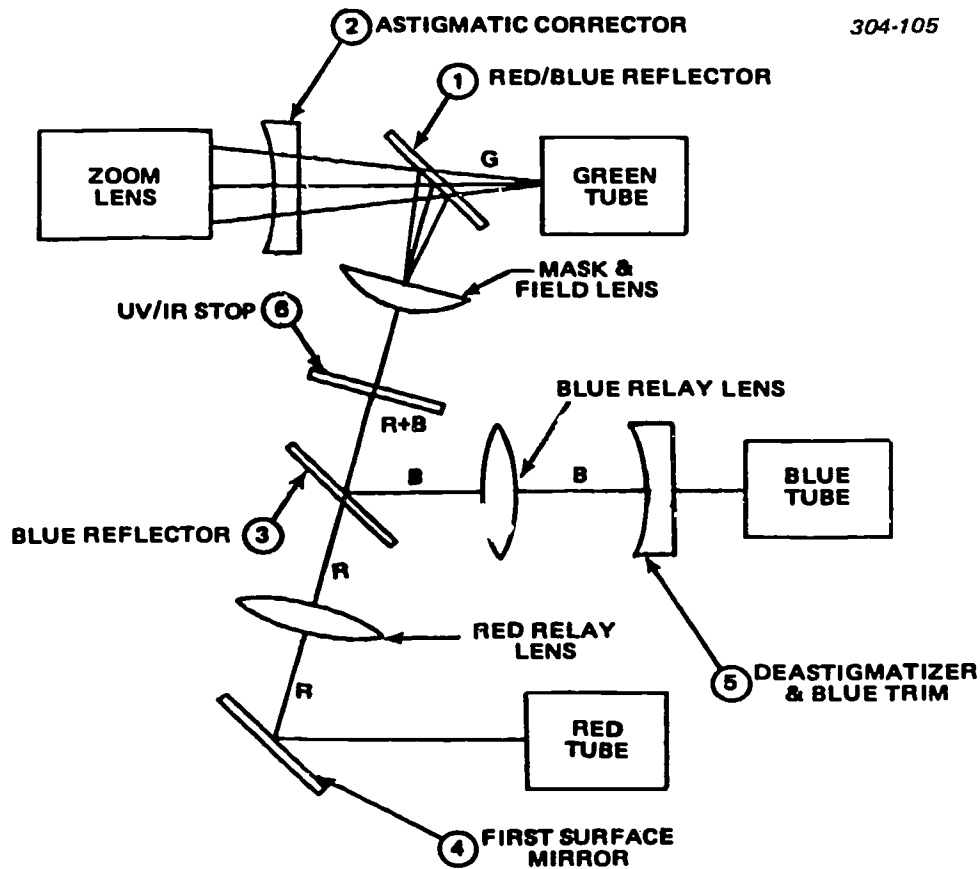 ② ASTIGMATIC CORRECTOR
304-105
① RED/BLUE REFLECTOR
ZOOM
LENS
G
GREEN
TUBE
MASK &
FIELD LENS
UV/IR STOP ⑥
BLUE RELAY LENS
R+B
B
B
BLUE
TUBE
BLUE REFLECTOR ③
R
RED RELAY
LENS
⑤ DEASTIGMATIZER
& BLUE TRIM
R
RED
TUBE
④ FIRST SURFACE
MIRROR